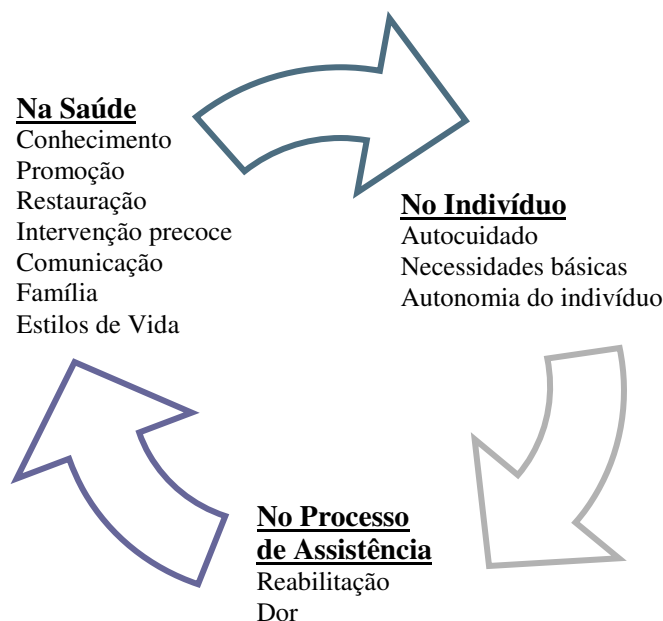 Na Saúde
Conhecimento
Promoção
Restauração
Intervenção precoce
Comunicação
Família
Estilos de Vida
No Indivíduo
Autocuidado
Necessidades básicas
Autonomia do indivíduo
No Processo
de Assistência
Reabilitação
Dor